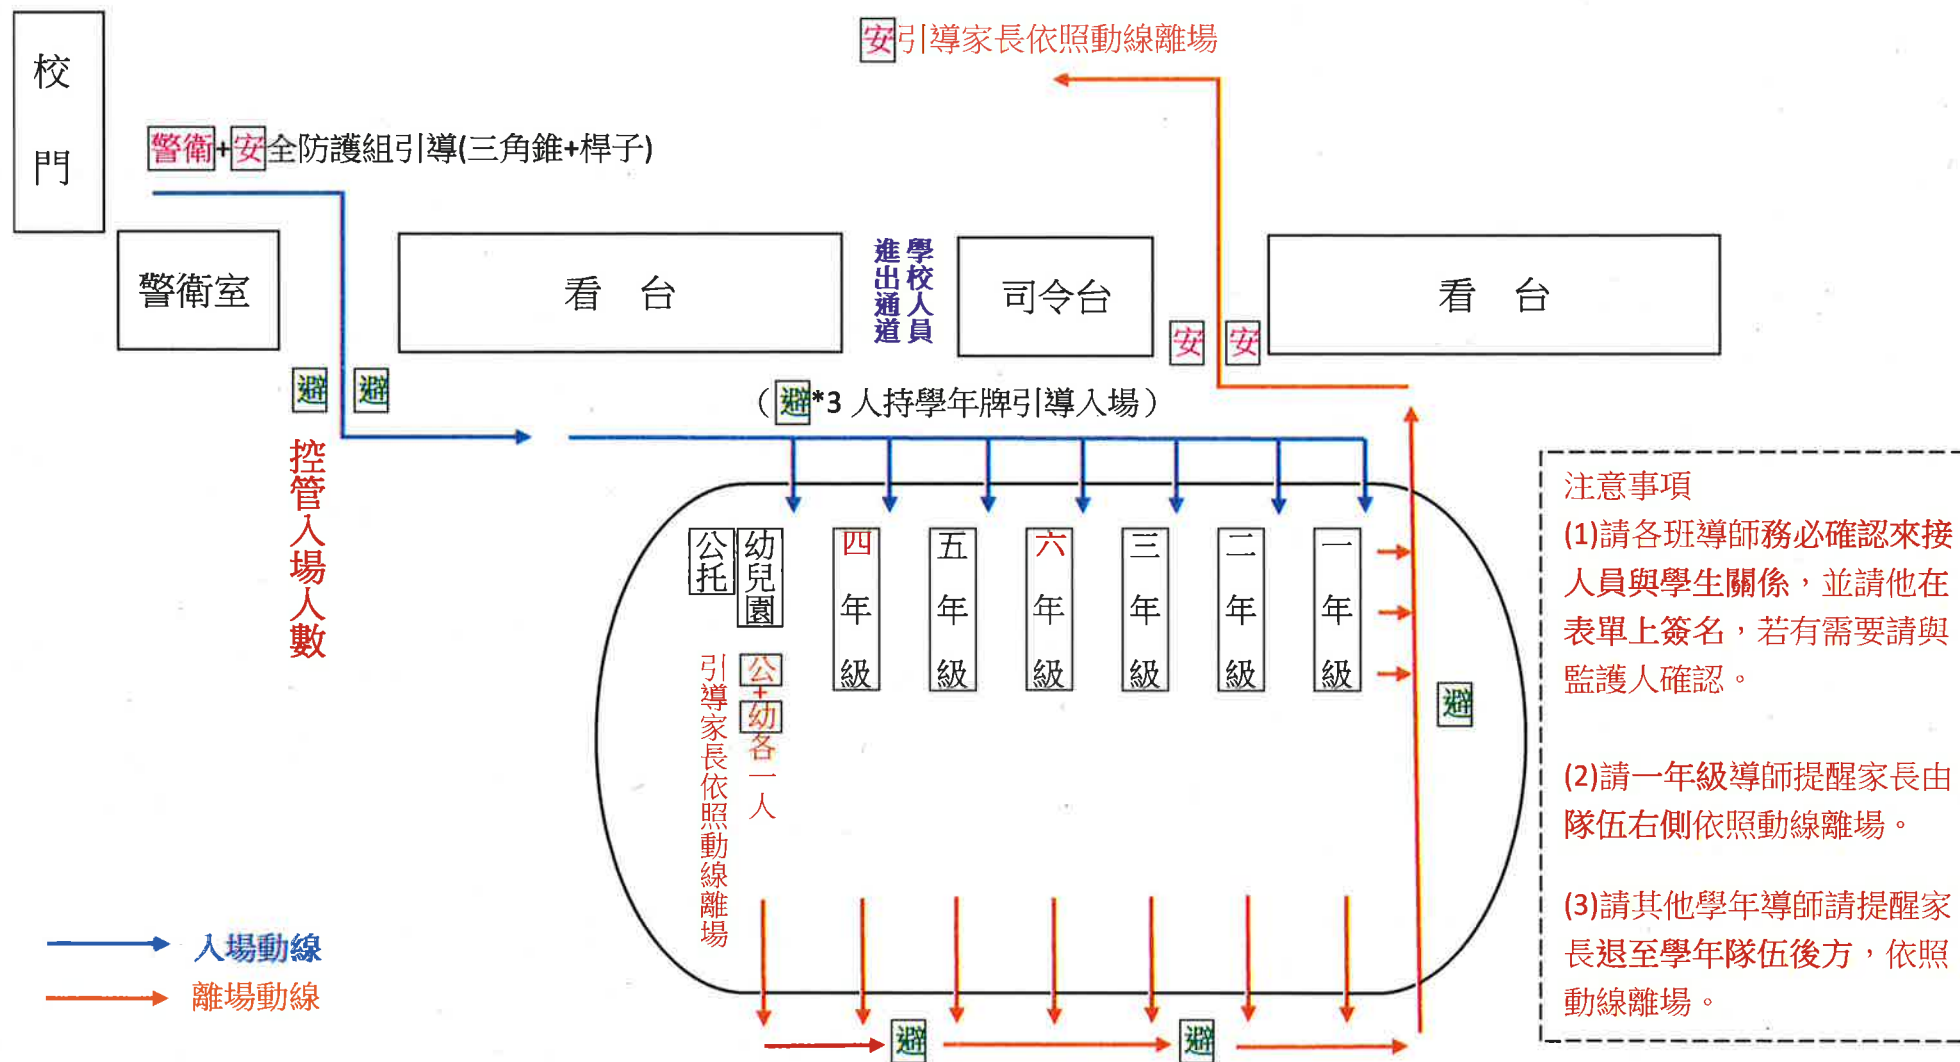 校門
安引導家長依照動線離場
警衛+安全防護組引導(三角錐+桿子)
警衛室
看 台
學校人員
進出通道
司令台
安
安
看 台
避
避
（避*3 人持學年牌引導入場）
控管入場人數
公托
幼兒園
四年級
五年級
六年級
三年級
二年級
一年級
公+幼各一人
引導家長依照動線離場
避
注意事項
(1)請各班導師務必確認來接
人員與學生關係，並請他在
表單上簽名，若有需要請與
監護人確認。
(2)請一年級導師提醒家長由
隊伍右側依照動線離場。
(3)請其他學年導師請提醒家
長退至學年隊伍後方，依照
動線離場。
入場動線
離場動線
避
避